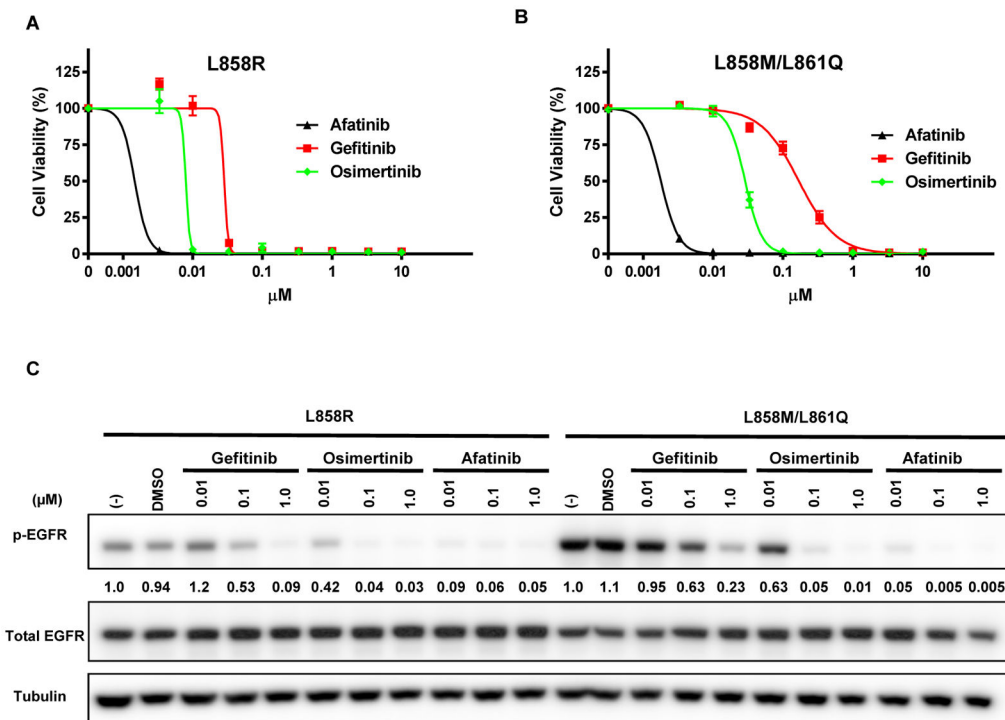 A
L858R
Cell Viability (%)
125
100
75
50
25
0
Afatinib
Gefitinib
Osimertinib
0 0.001 0.01 0.1 1 10
μM
B
L858M/L861Q
Cell Viability (%)
125
100
75
50
25
0
Afatinib
Gefitinib
Osimertinib
0 0.001 0.01 0.1 1 10
μM
C
L858R L858M/L861Q
Gefitinib Osimertinib Afatinib Gefitinib Osimertinib Afatinib
(μM) (-) DMSO 0.01 0.1 1.0 0.01 0.1 1.0 0.01 0.1 1.0 (-) DMSO 0.01 0.1 1.0 0.01 0.1 1.0 0.01 0.1 1.0
p-EGFR
1.0 0.94 1.2 0.53 0.09 0.42 0.04 0.03 0.09 0.06 0.05 1.0 1.1 0.95 0.63 0.23 0.63 0.05 0.01 0.05 0.005 0.005
Total EGFR
Tubulin